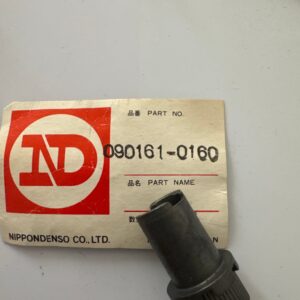 品番 PART NO.
ND
090161-0160
品名 PART NAME
NIPPONDENSO CO., LTD.